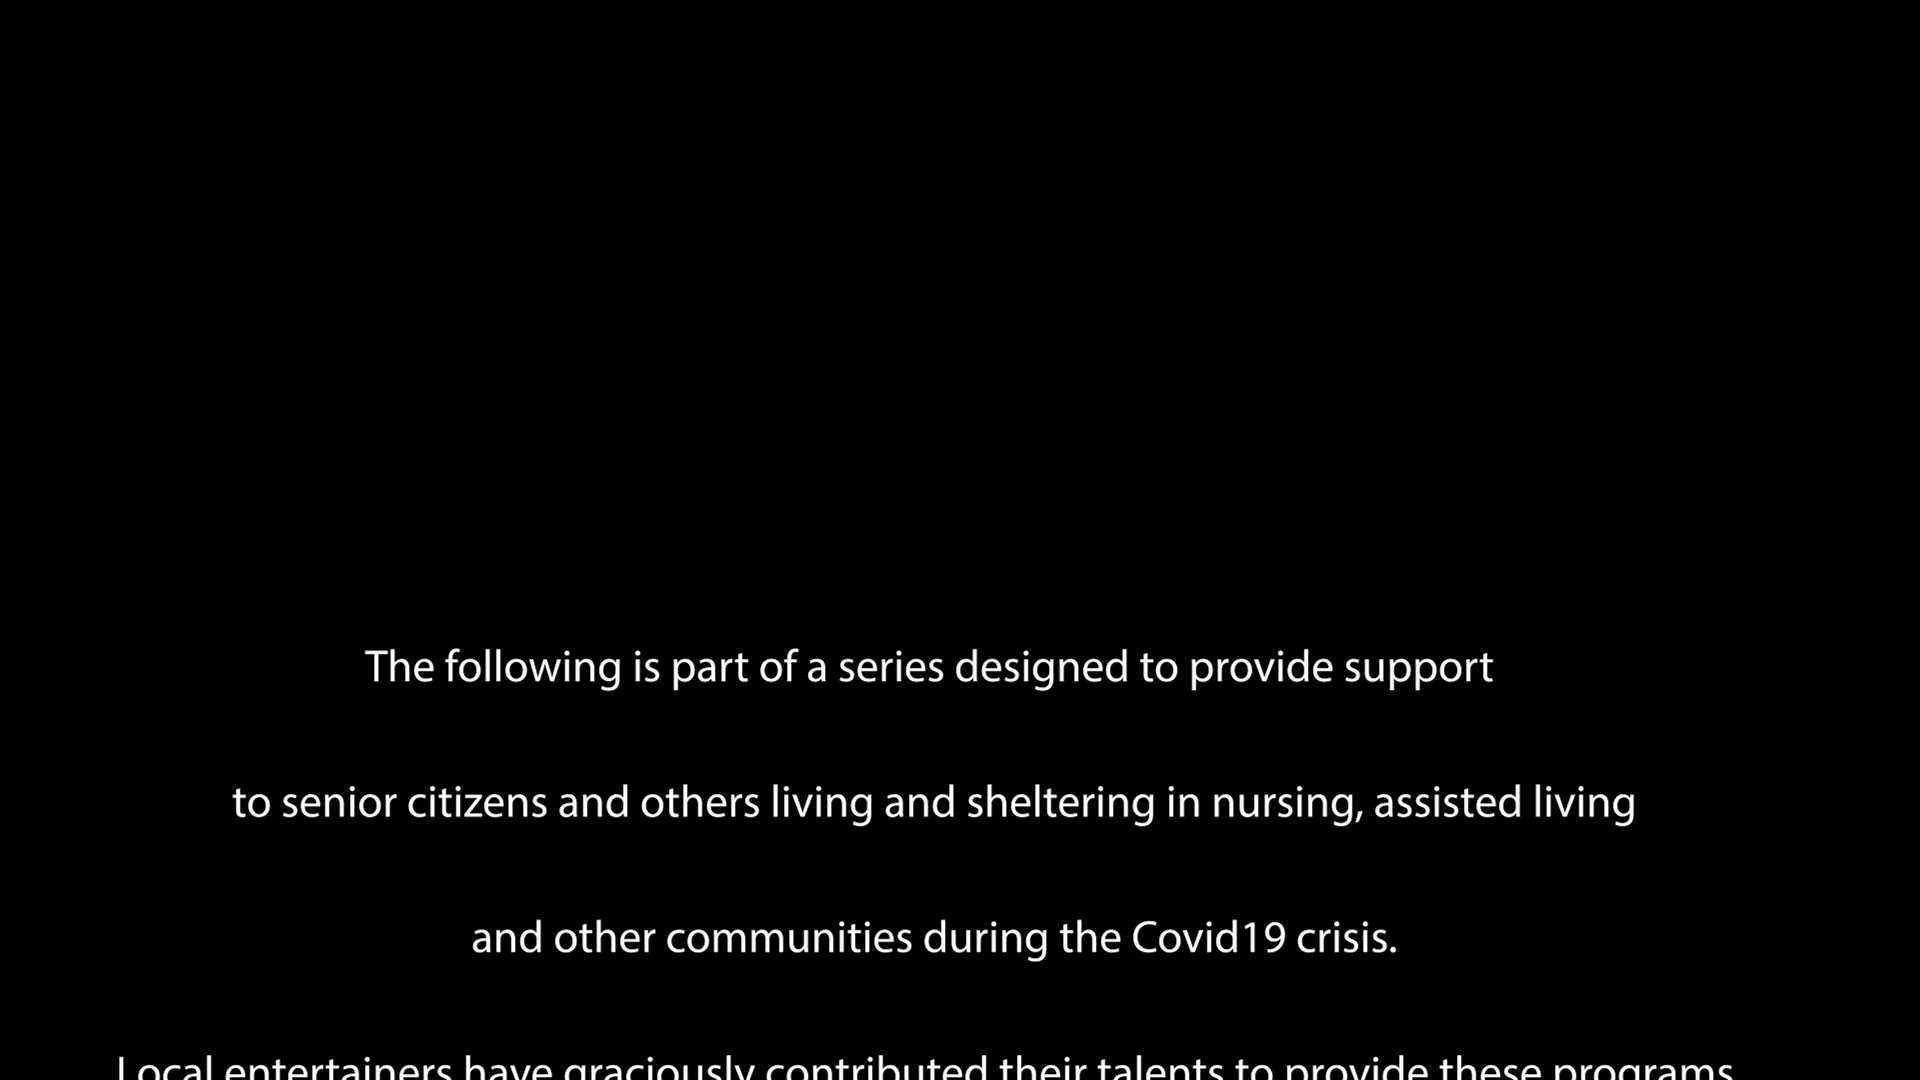 The following is part of a series designed to provide support
to senior citizens and others living and sheltering in nursing, assisted living
and other communities during the Covid19 crisis.
Local entertainers have graciously contributed their talents to provide these programs